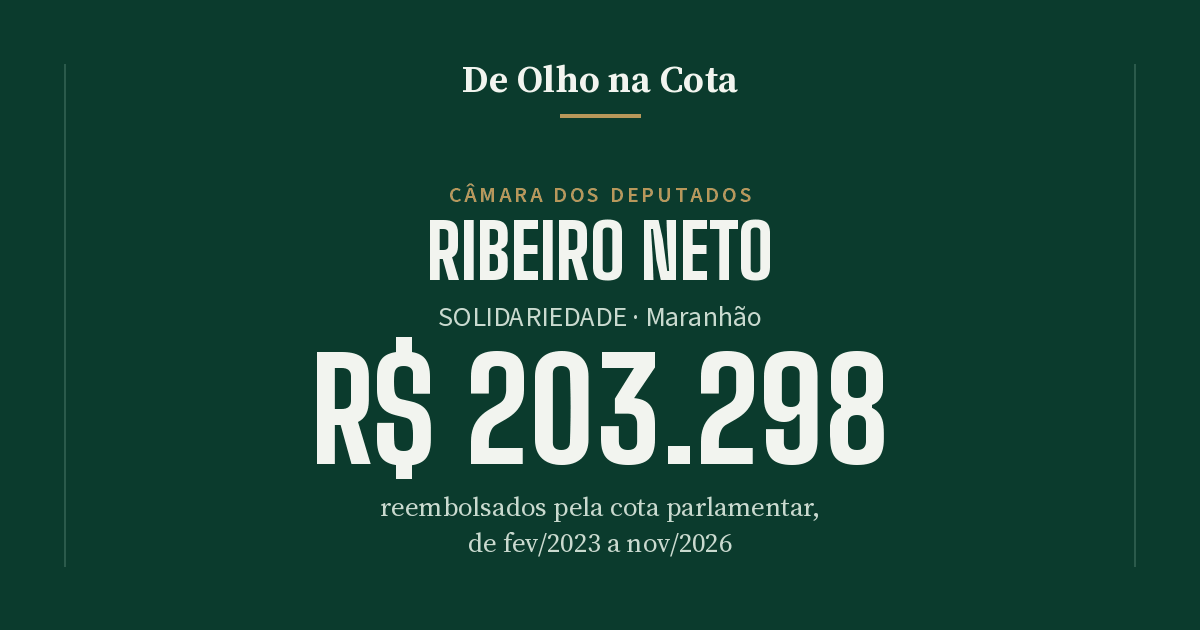 De Olho na Cota
CÂMARA DOS DEPUTADOS
RIBEIRO NETO
SOLIDARIEDADE · Maranhão
R$ 203.298
reembolsados pela cota parlamentar,
de fev/2023 a nov/2026